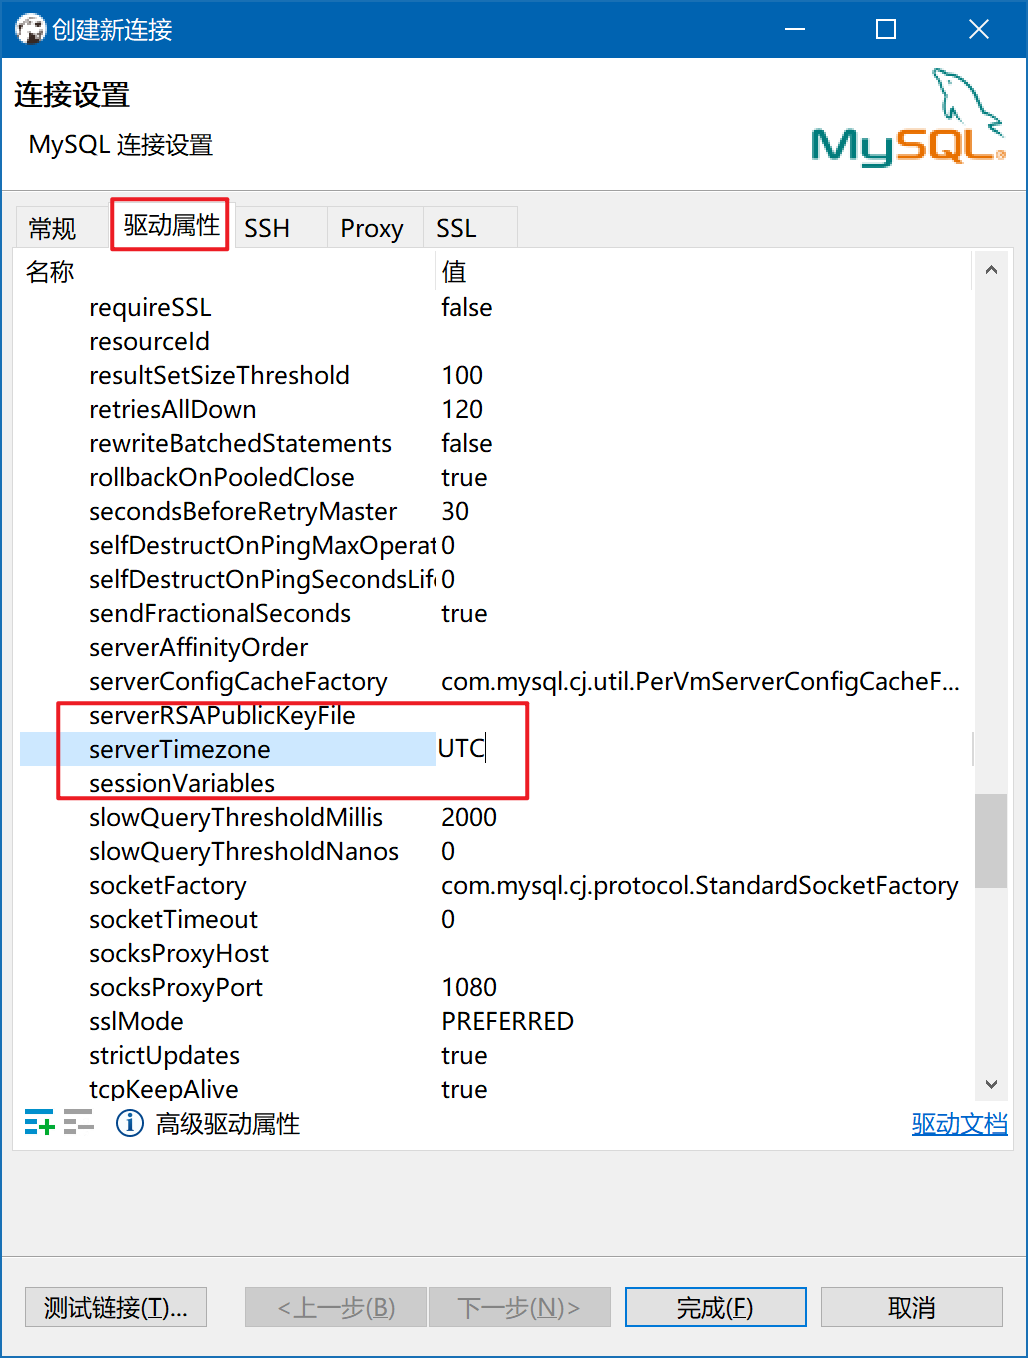 创建新连接
连接设置
MySQL 连接设置
MySQL®
常规 驱动属性 SSH Proxy SSL
名称 值
requireSSL false
resourceId
resultSetSizeThreshold 100
retriesAllDown 120
rewriteBatchedStatements false
rollbackOnPooledClose true
secondsBeforeRetryMaster 30
selfDestructOnPingMaxOperat 0
selfDestructOnPingSecondsLife 0
sendFractionalSeconds true
serverAffinityOrder
serverConfigCacheFactory com.mysql.cj.util.PerVmServerConfigCacheF...
serverRSAPublicKeyFile
serverTimezone UTC
sessionVariables
slowQueryThresholdMillis 2000
slowQueryThresholdNanos 0
socketFactory com.mysql.cj.protocol.StandardSocketFactory
socketTimeout 0
socksProxyHost
socksProxyPort 1080
sslMode PREFERRED
strictUpdates true
tcpKeepAlive true
高级驱动属性 驱动文档
测试链接(T)... <上一步(B) 下一步(N)> 完成(F) 取消